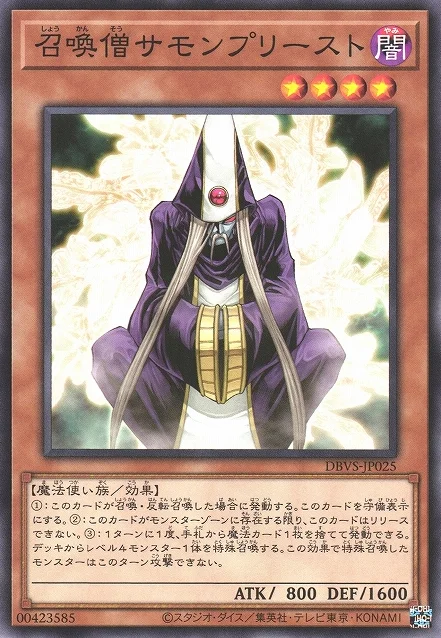 召喚僧サモンプリースト
闇
DBVS-JP025
【魔法使い族/効果】
①:このカードが召喚・反転召喚した場合に発動する。このカードを守備表示
にする。②:このカードがモンスターゾーンに存在する限り、このカードはリリース
できない。③:1ターンに1度、手札から魔法カード1枚を捨てて発動できる。
デッキからレベル4モンスター1体を特殊召喚する。この効果で特殊召喚した
モンスターはこのターン攻撃できない。
ATK/ 800 DEF/1600
00423585 ©スタジオ・ダイス/集英社・テレビ東京・KONAMI